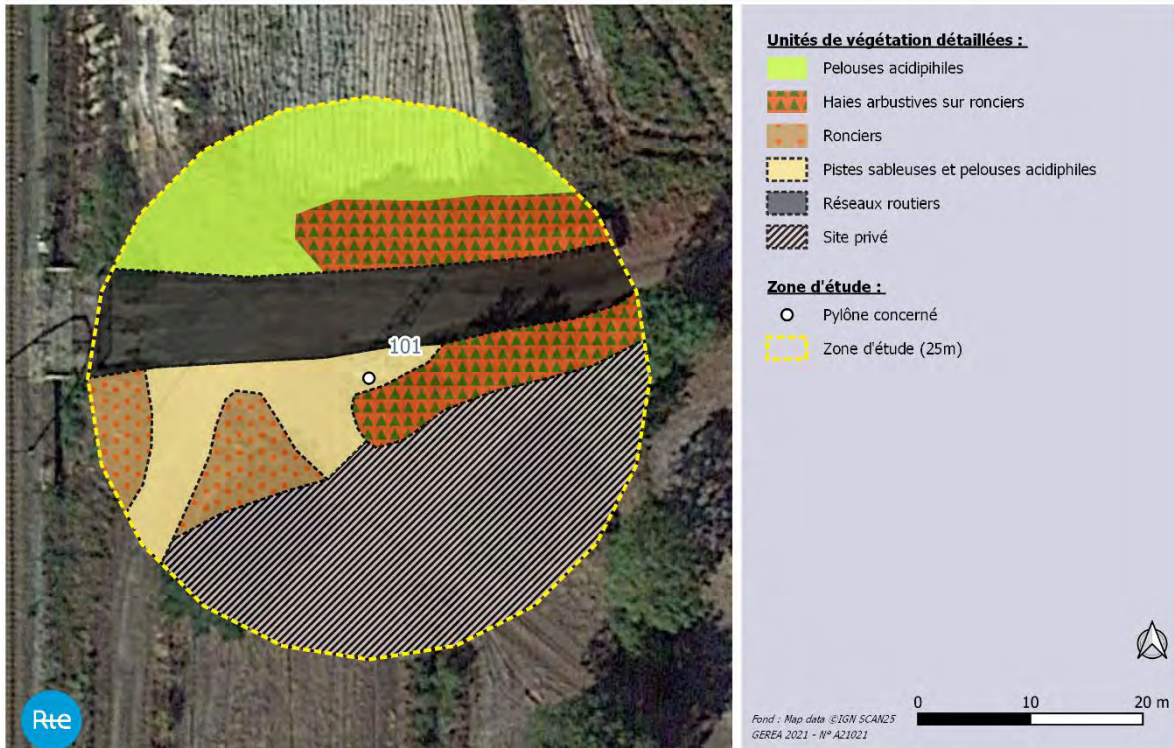 101
Rte
Unités de végétation détaillées :
Pelouses acidipihiles
Haies arbustives sur ronciers
Ronciers
Pistes sableuses et pelouses acidiphiles
Réseaux routiers
Site privé
Zone d'étude :
Pylône concerné
Zone d'étude (25m)
0 10 20 m
Fond : Map data ©IGN SCAN25
GEREA 2021 - N° A21021